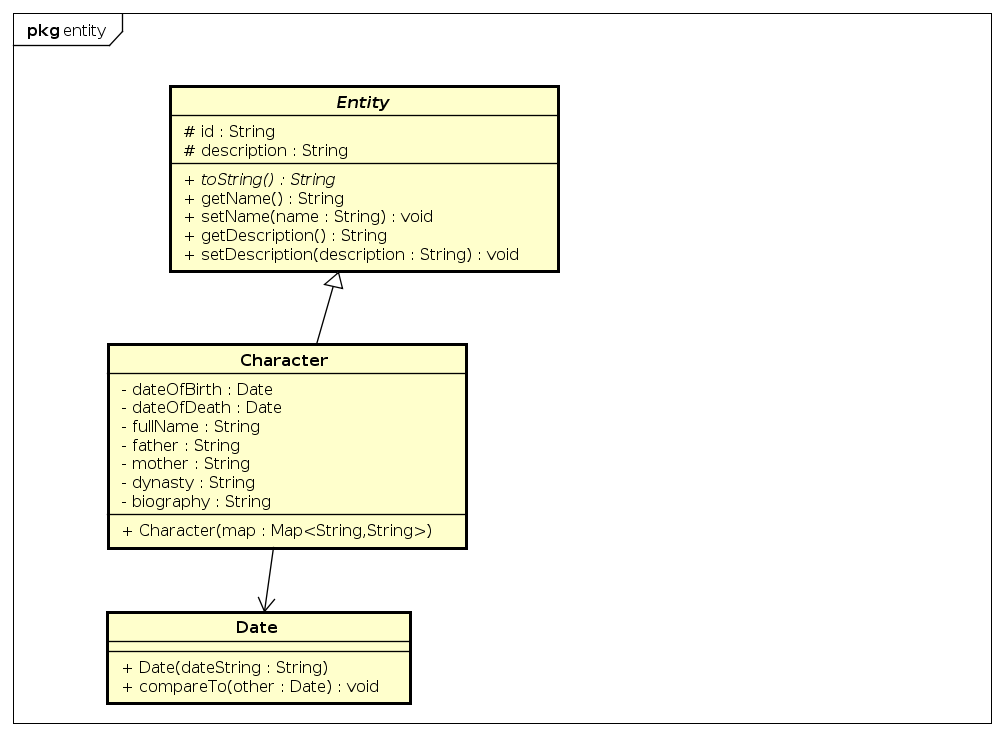 pkg entity
Entity
# id : String
# description : String
+ toString() : String
+ getName() : String
+ setName(name : String) : void
+ getDescription() : String
+ setDescription(description : String) : void
Character
- dateOfBirth : Date
- dateOfDeath : Date
- fullName : String
- father : String
- mother : String
- dynasty : String
- biography : String
+ Character(map : Map<String,String>)
Date
+ Date(dateString : String)
+ compareTo(other : Date) : void